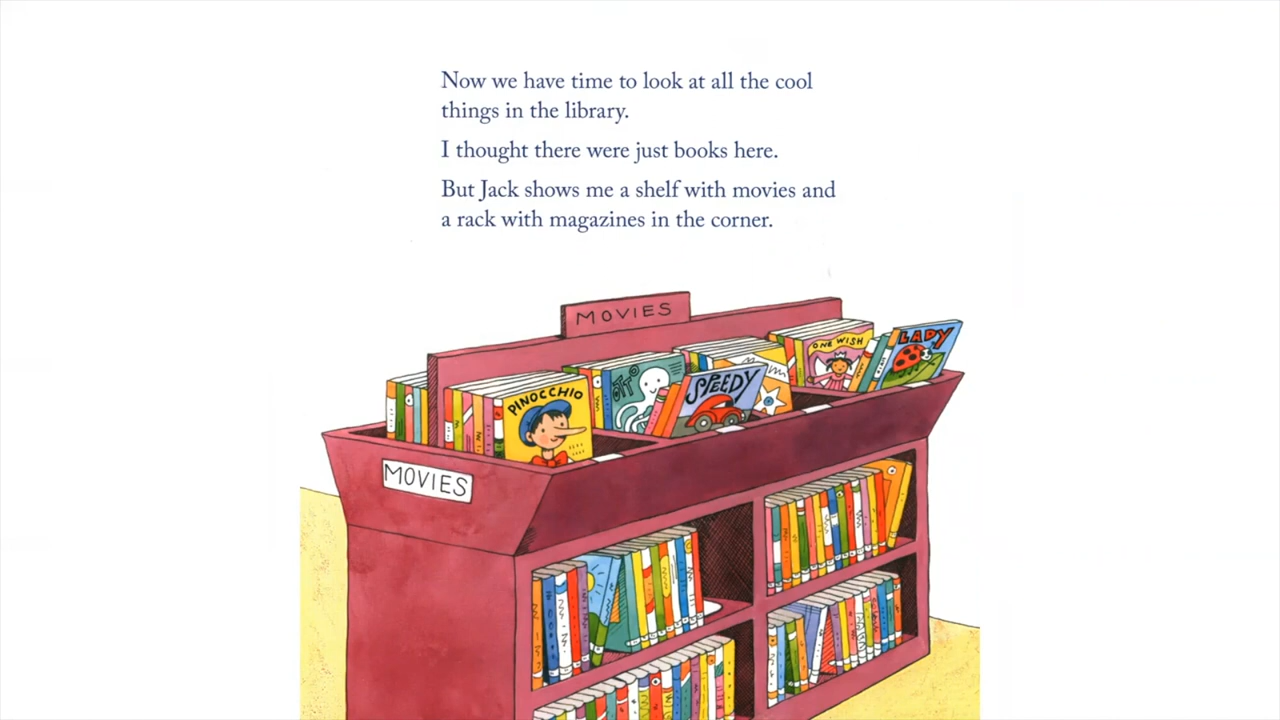 Now we have time to look at all the cool
things in the library.
I thought there were just books here.
But Jack shows me a shelf with movies and
a rack with magazines in the corner.
MOVIES
ONE WISH
LADY
OTTO
SPEEDY
PINOCCHIO
MOVIES